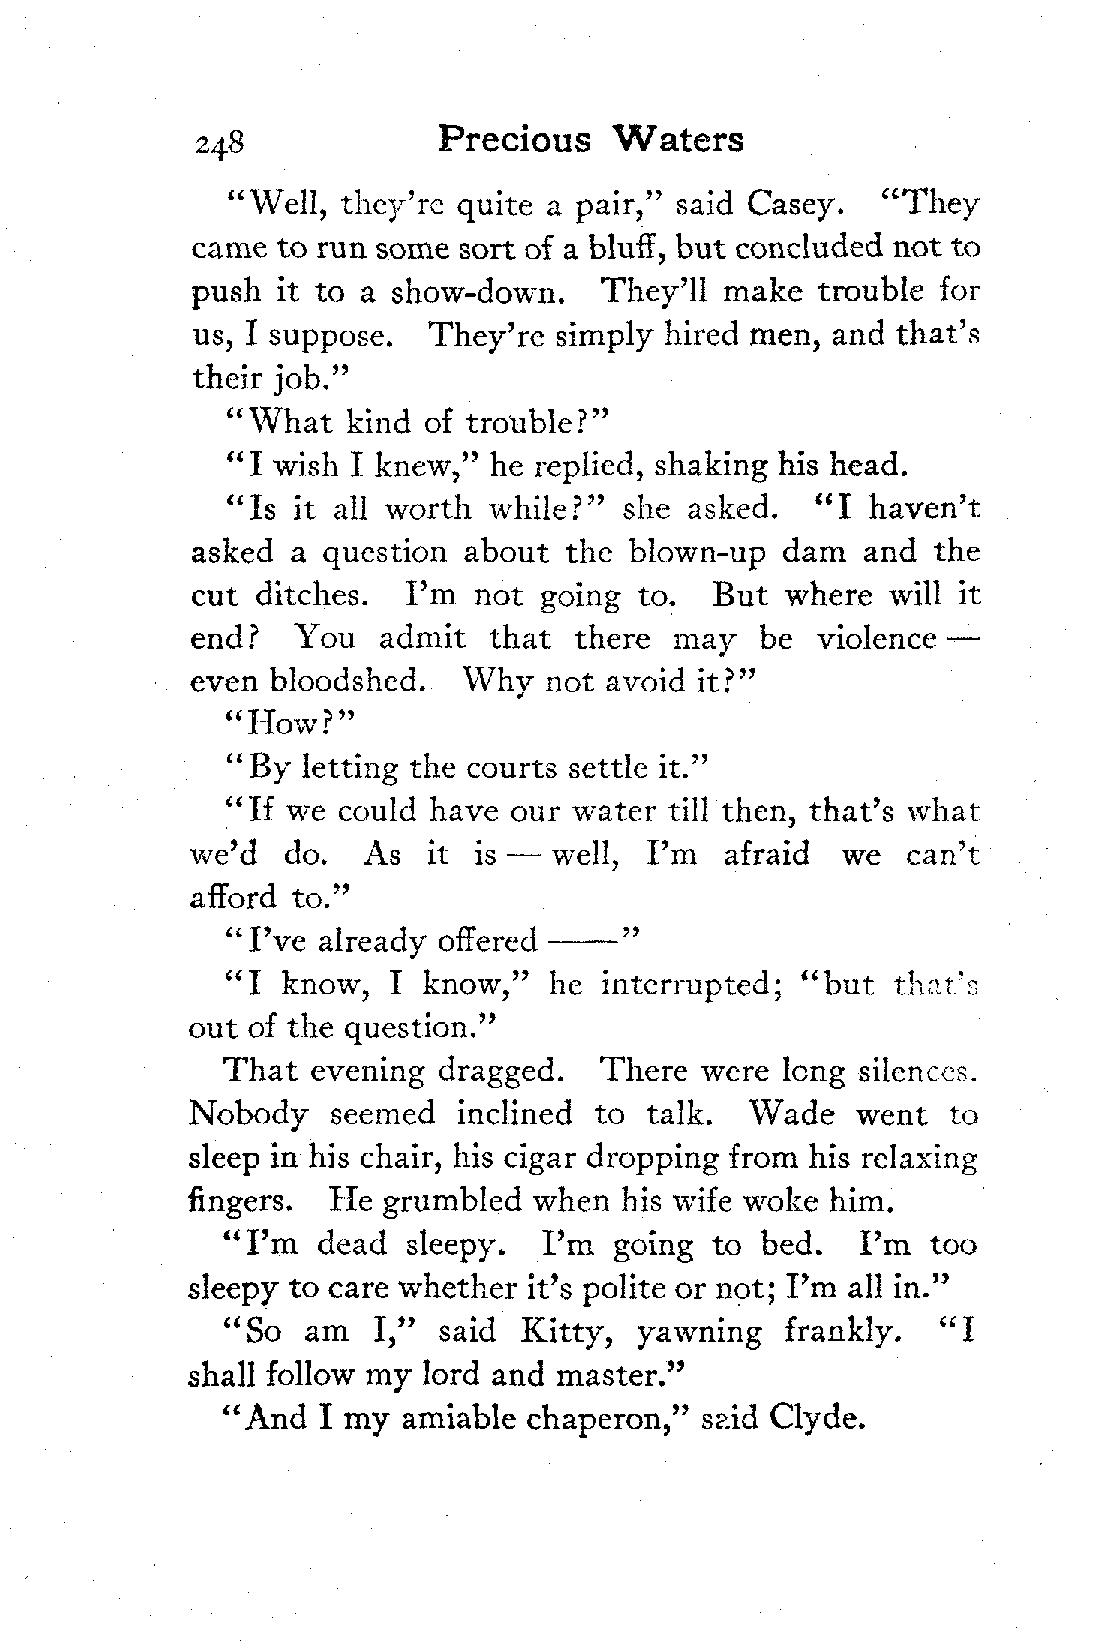 248 Precious Waters
“Well, they’re quite a pair,” said Casey. “They
came to run some sort of a bluff, but concluded not to
push it to a show-down. They’ll make trouble for
us, I suppose. They’re simply hired men, and that’s
their job.”
“What kind of trouble?”
“I wish I knew,” he replied, shaking his head.
“Is it all worth while?” she asked. “I haven’t
asked a question about the blown-up dam and the
cut ditches. I’m not going to. But where will it
end? You admit that there may be violence —
even bloodshed. Why not avoid it?”
“How?”
“By letting the courts settle it.”
“If we could have our water till then, that’s what
we’d do. As it is — well, I’m afraid we can’t
afford to.”
“I’ve already offered ——”
“I know, I know,” he interrupted; “but that’s
out of the question.”
That evening dragged. There were long silences.
Nobody seemed inclined to talk. Wade went to
sleep in his chair, his cigar dropping from his relaxing
fingers. He grumbled when his wife woke him.
“I’m dead sleepy. I’m going to bed. I’m too
sleepy to care whether it’s polite or not; I’m all in.”
“So am I,” said Kitty, yawning frankly. “I
shall follow my lord and master.”
“And I my amiable chaperon,” said Clyde.